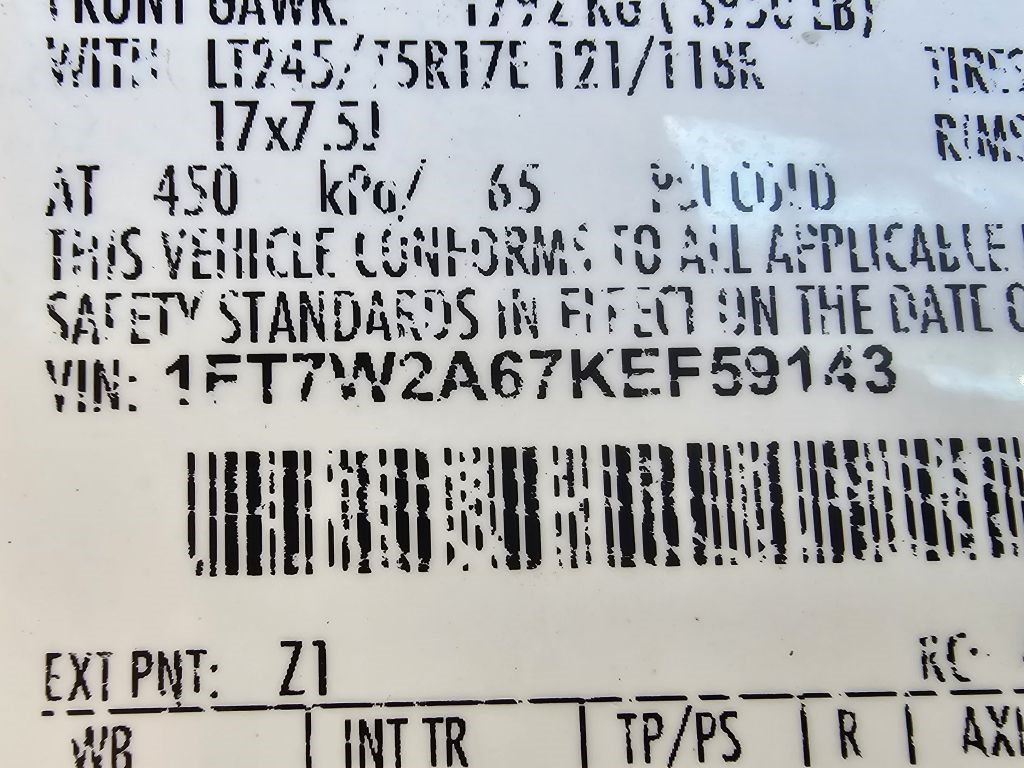 FRONT GAWR: 1792 KG ( 3950 LB)
WITH LT245/75R17E 121/118R TIRES
17x7.5J RIMS
AT 450 kPa/ 65 PSI COLD
THIS VEHICLE CONFORMS TO ALL APPLICABLE
SAFETY STANDARDS IN EFFECT ON THE DATE O
VIN: 1FT7W2A67KEF59143
EXT PNT: Z1 RC:
WB INT TR TP/PS R AXL